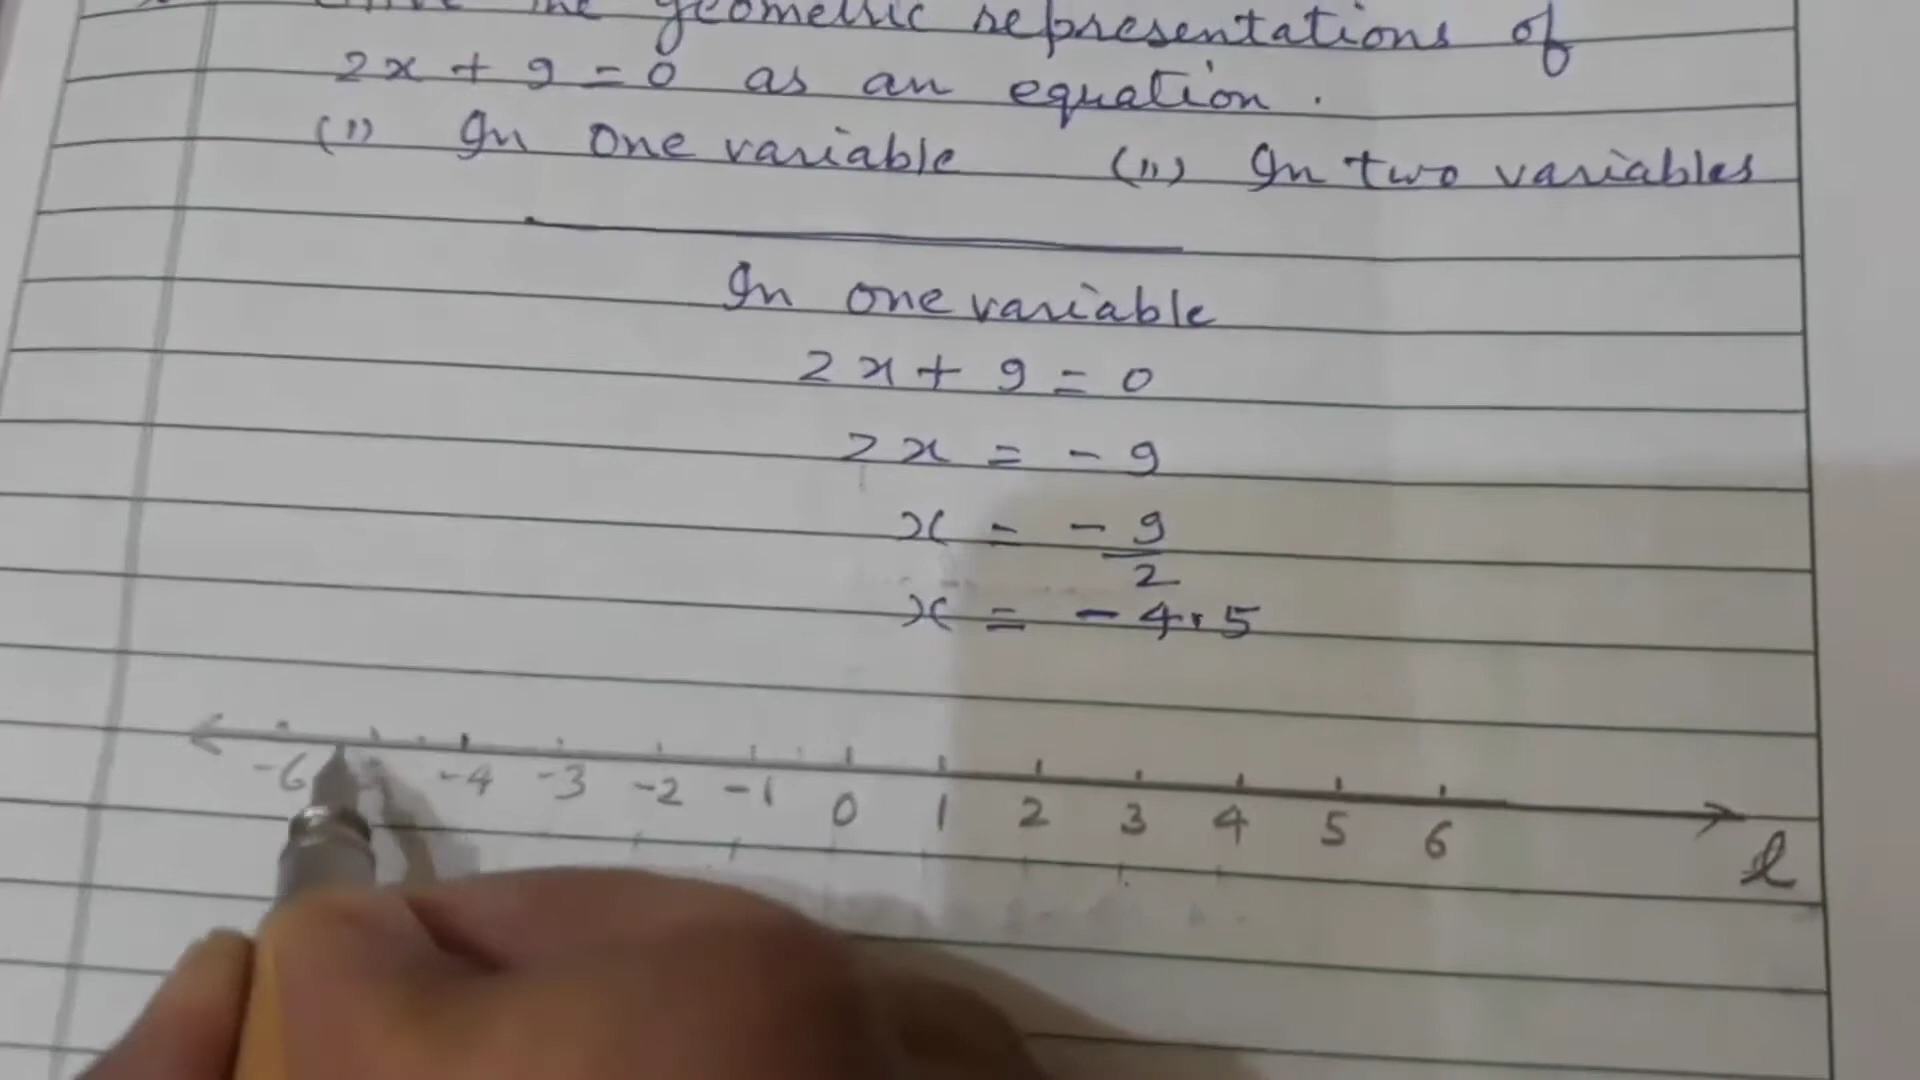 the geometric representations of
2x + 9 = 0 as an equation.
(i) In One variable (ii) In two variables
In one variable
2x + 9 = 0
2x = - 9
x = - 9/2
x = - 4.5
-6 -4 -3 -2 -1 0 1 2 3 4 5 6
l